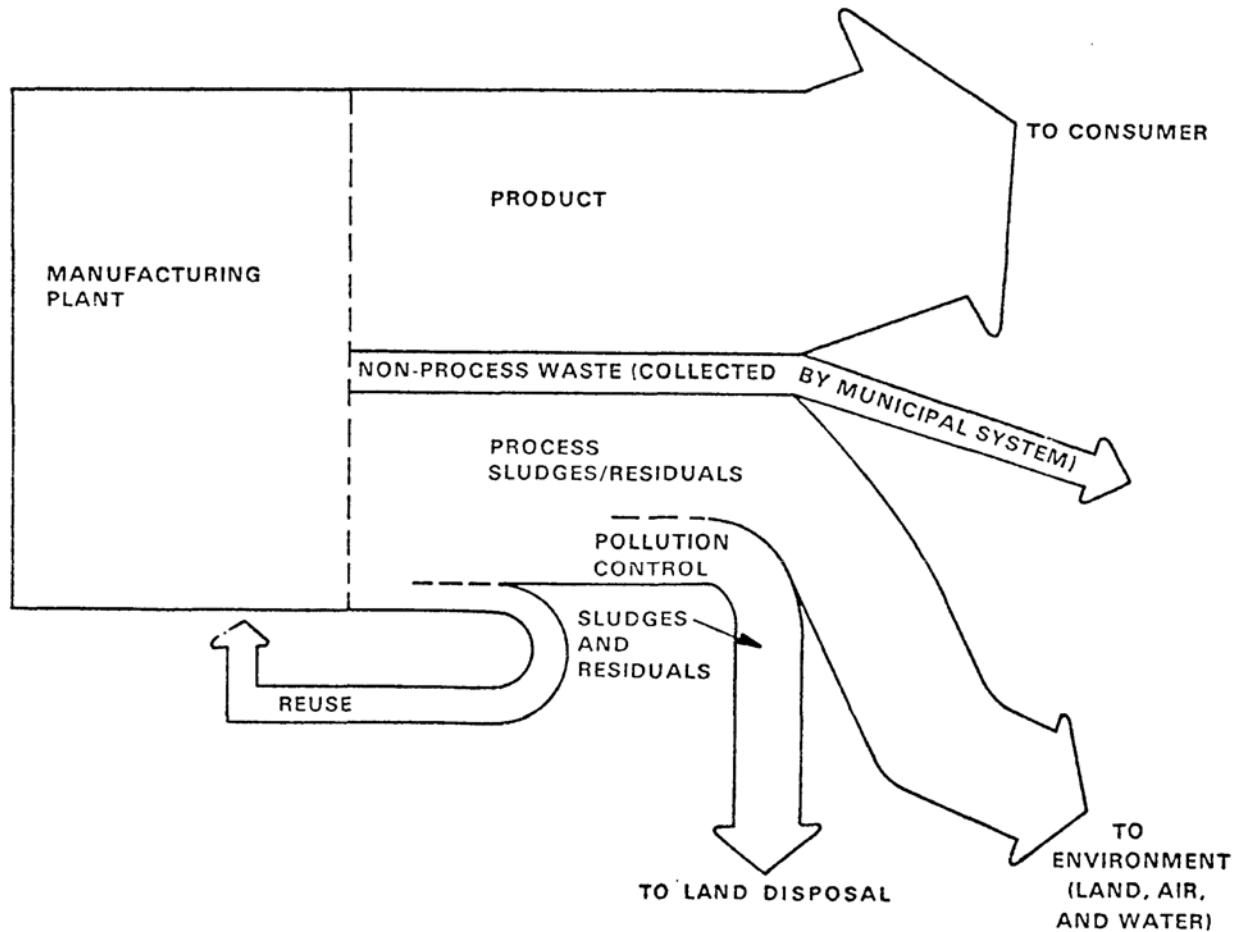 TO CONSUMER
PRODUCT
MANUFACTURING
PLANT
NON-PROCESS WASTE (COLLECTED BY MUNICIPAL SYSTEM)
PROCESS
SLUDGES/RESIDUALS
POLLUTION
CONTROL
SLUDGES
AND
RESIDUALS
REUSE
TO LAND DISPOSAL
TO
ENVIRONMENT
(LAND, AIR,
AND WATER)